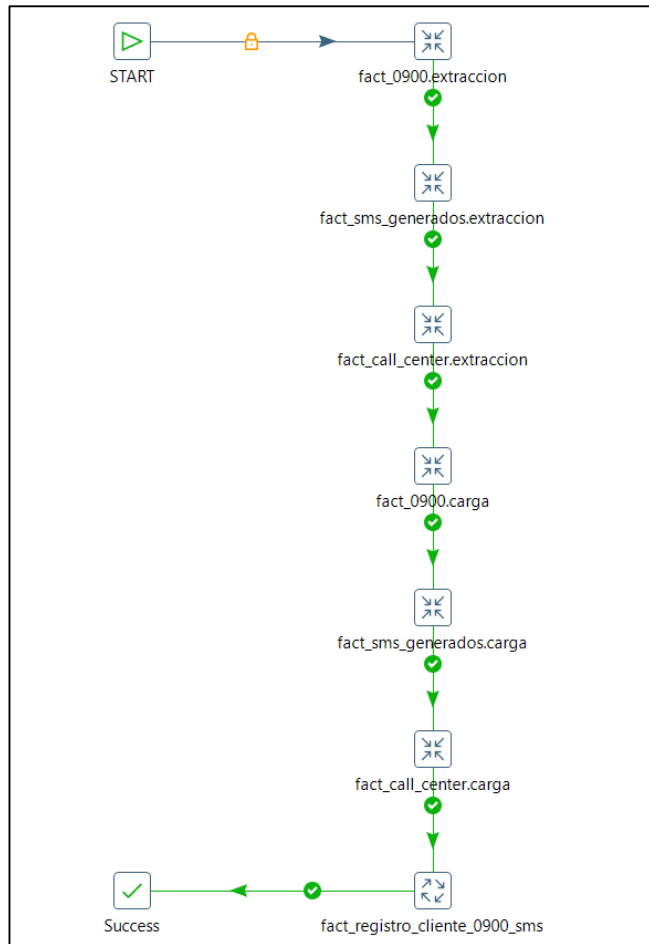 START
fact_0900.extraccion
fact_sms_generados.extraccion
fact_call_center.extraccion
fact_0900.carga
fact_sms_generados.carga
fact_call_center.carga
Success
fact_registro_cliente_0900_sms